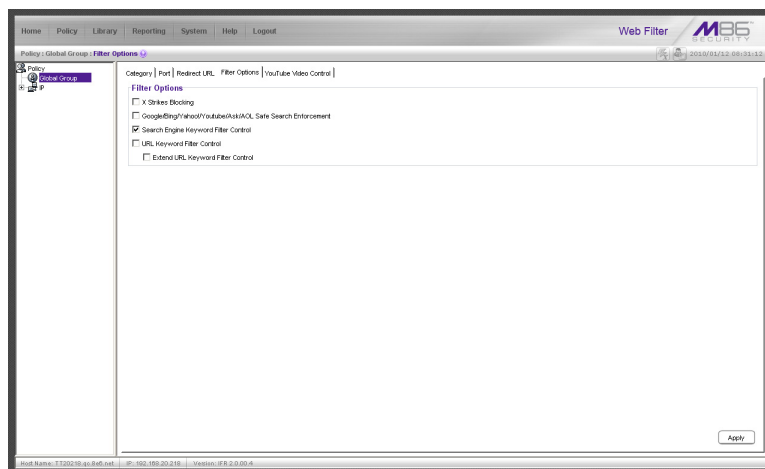 Home Policy Library Reporting System Help Logout
Web Filter
M86 SECURITY
Policy : Global Group : Filter Options
2010/01/12 08:31:12
Policy
Global Group
IP
Category Port Redirect URL Filter Options YouTube Video Control
Filter Options
X Strikes Blocking
Google/Bing/Yahoo!/Youtube/Ask/AOL Safe Search Enforcement
Search Engine Keyword Filter Control
URL Keyword Filter Control
Extend URL Keyword Filter Control
Apply
Host Name: TT20218.qc.8e6.net IP: 192.168.20.218 Version: IFR 2.0.00.4